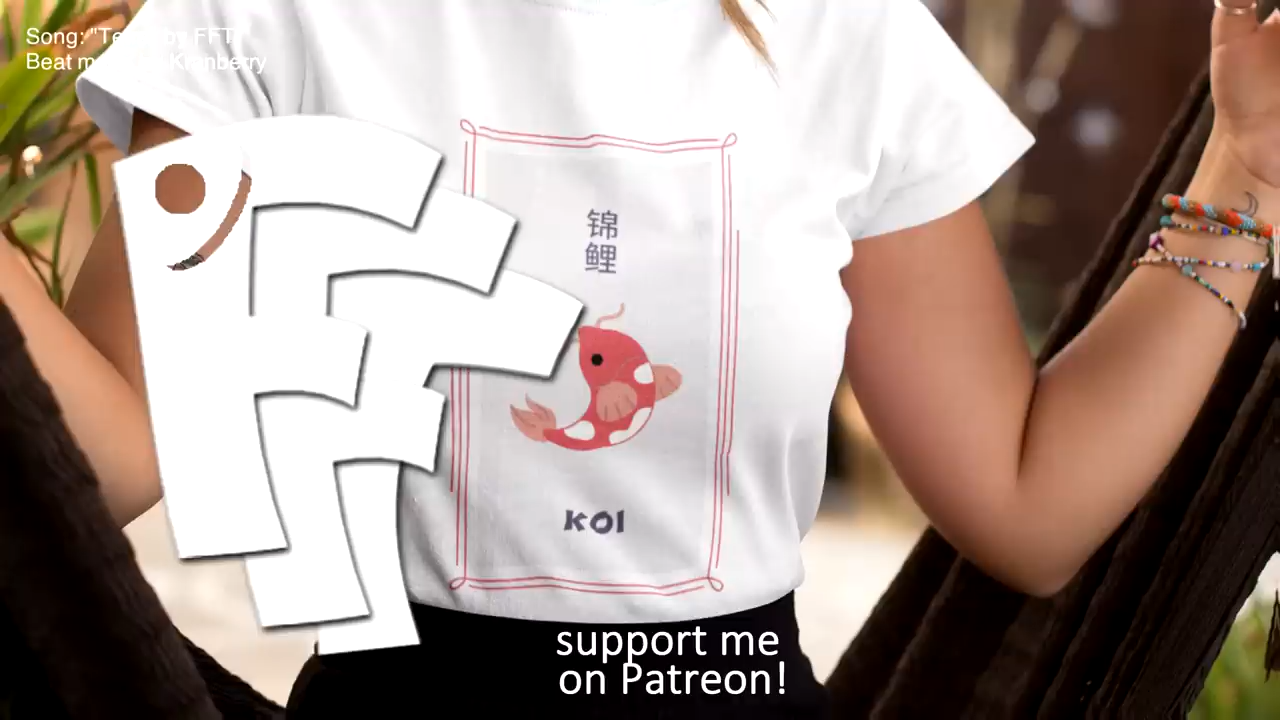 Song: "Te
FFT
Beat m
Kranberry
锦
鲤
KOI
support me
on Patreon!